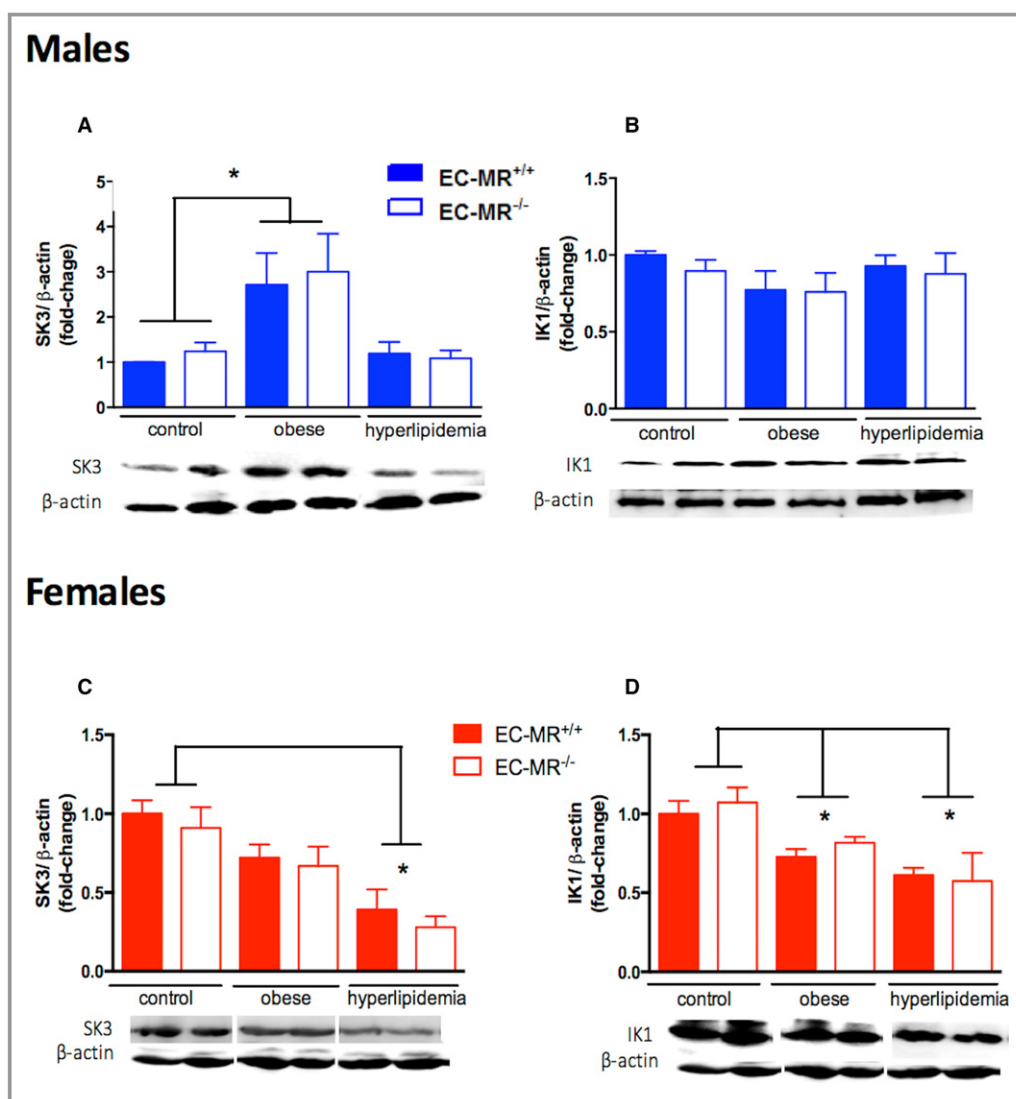 Males
A
SK3/β-actin
(fold-chage)
5
4
3
2
1
0
*
EC-MR+/+
EC-MR-/-
control obese hyperlipidemia
SK3
β-actin
B
IK1/β-actin
(fold-change)
1.5
1.0
0.5
0.0
control obese hyperlipidemia
IK1
β-actin
Females
C
SK3/β-actin
(fold-change)
1.5
1.0
0.5
0.0
*
EC-MR+/+
EC-MR-/-
control obese hyperlipidemia
SK3
β-actin
D
IK1/ β-actin
(fold-change)
1.5
1.0
0.5
0.0
* *
control obese hyperlipidemia
IK1
β-actin